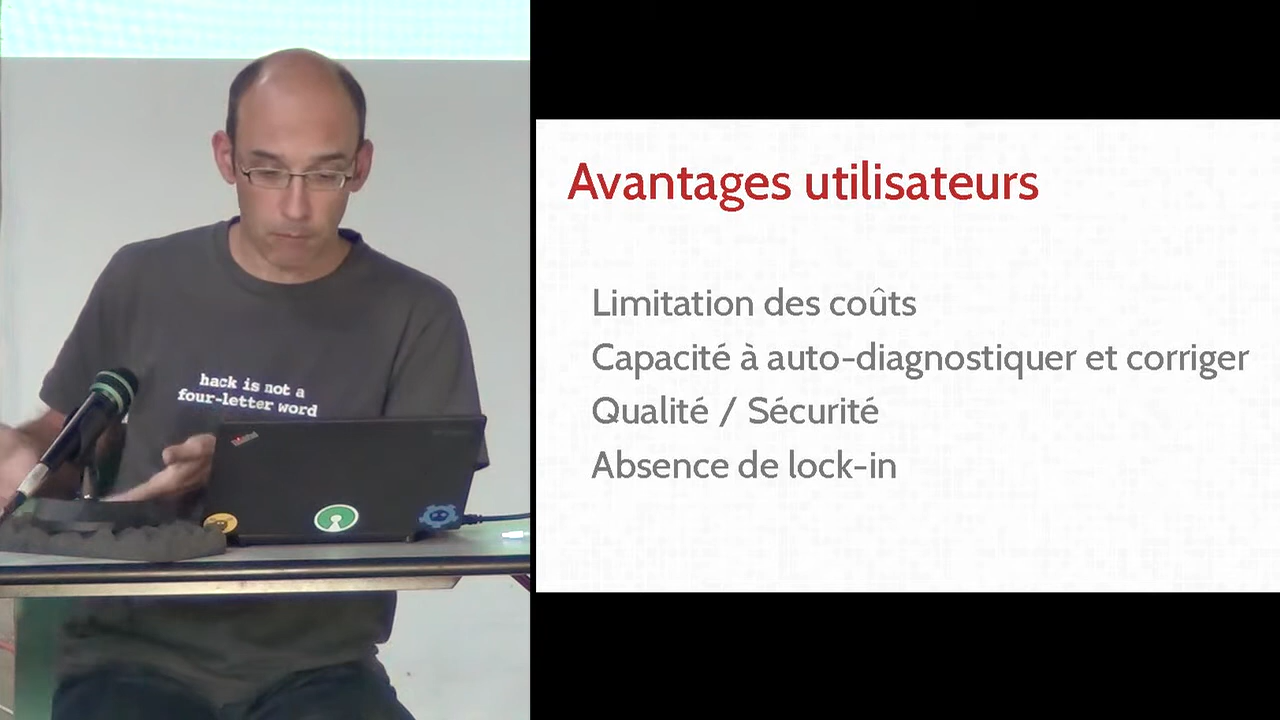 hack is not a
four-letter word
ThinkPad
Avantages utilisateurs
Limitation des coûts
Capacité à auto-diagnostiquer et corriger
Qualité / Sécurité
Absence de lock-in